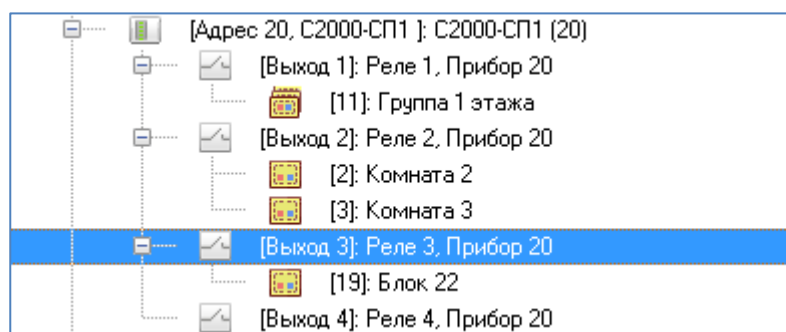 [Адрес 20, С2000-СП1 ]: С2000-СП1 (20)
[Выход 1]: Реле 1, Прибор 20
[11]: Группа 1 этажа
[Выход 2]: Реле 2, Прибор 20
[2]: Комната 2
[3]: Комната 3
[Выход 3]: Реле 3, Прибор 20
[19]: Блок 22
[Выход 4]: Реле 4, Прибор 20